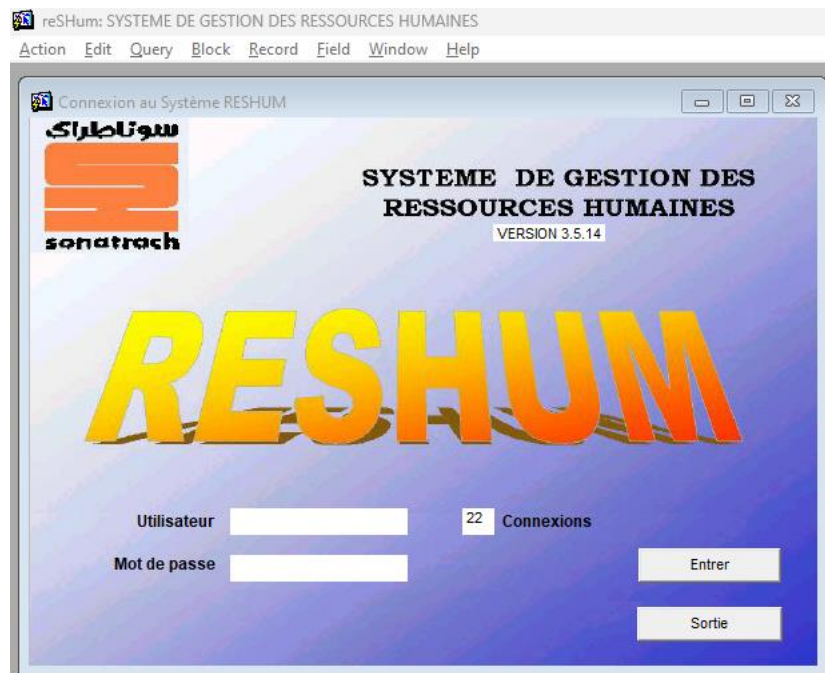 reSHum: SYSTEME DE GESTION DES RESSOURCES HUMAINES
Action Edit Query Block Record Field Window Help
Connexion au Système RESHUM
سوناطراك
sonatrach
SYSTEME DE GESTION DES
RESSOURCES HUMAINES
VERSION 3.5.14
RESHUM
Utilisateur 22 Connexions
Mot de passe
Entrer
Sortie